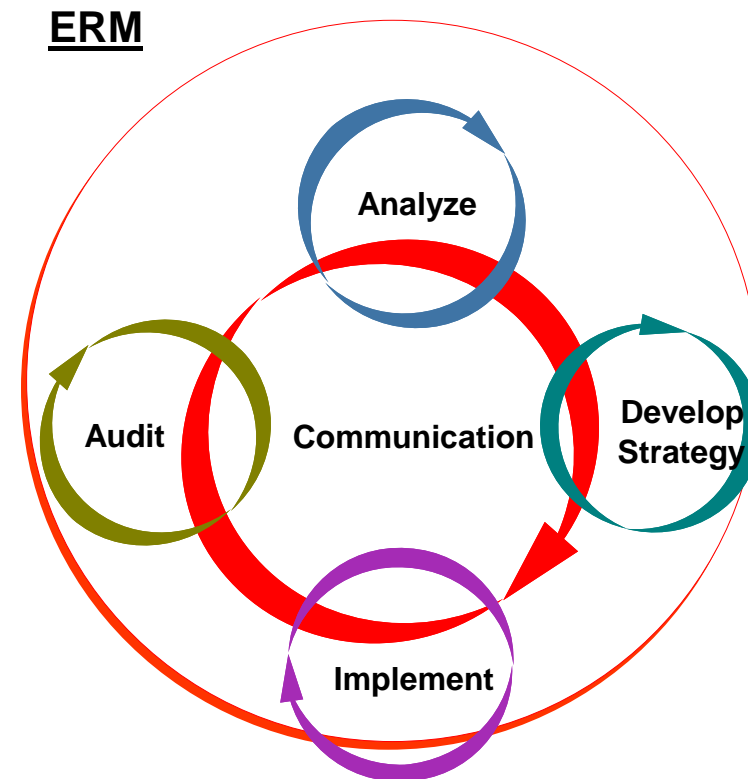 ERM
Analyze
Develop
Strategy
Audit
Communication
Implement